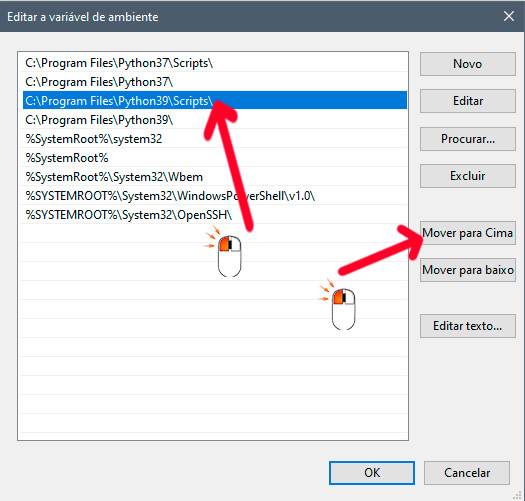 Editar a variável de ambiente
C:\Program Files\Python37\Scripts\
C:\Program Files\Python37\
C:\Program Files\Python39\Scripts\
C:\Program Files\Python39\
%SystemRoot%\system32
%SystemRoot%
%SystemRoot%\System32\Wbem
%SYSTEMROOT%\System32\WindowsPowerShell\v1.0\
%SYSTEMROOT%\System32\OpenSSH\
Novo
Editar
Procurar...
Excluir
Mover para Cima
Mover para baixo
Editar texto...
OK
Cancelar